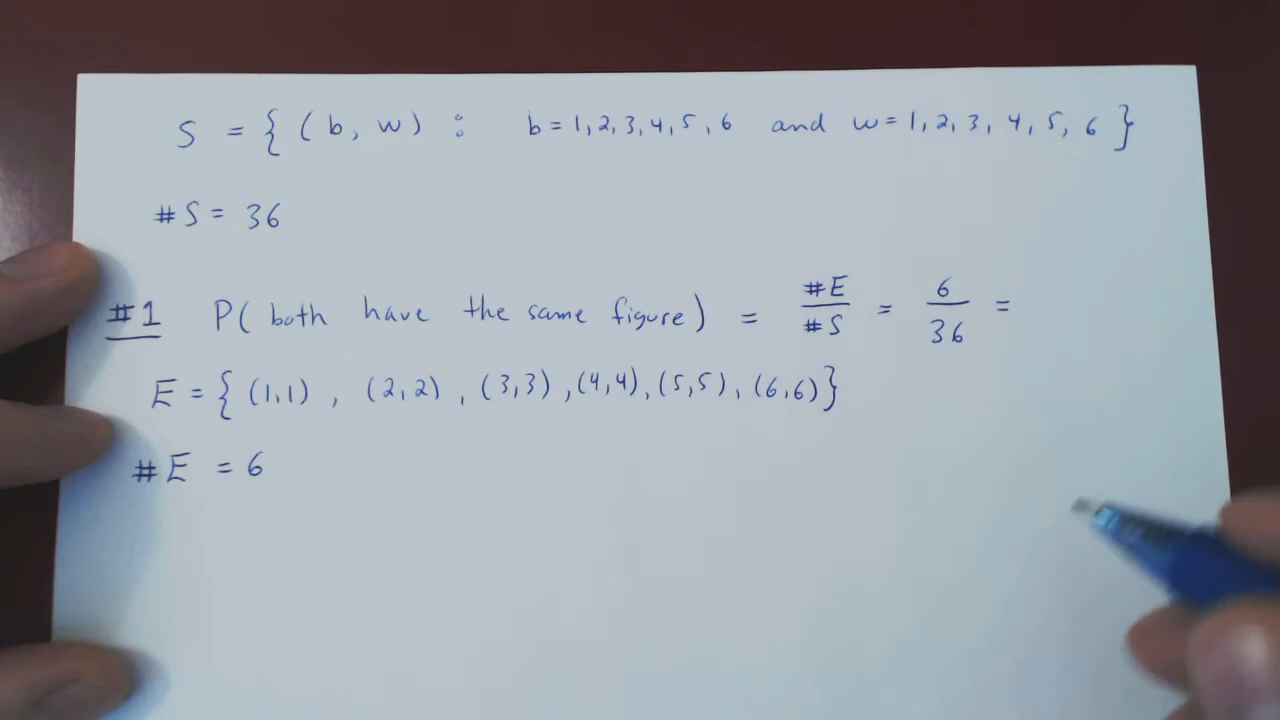 S = { (b, w) : b = 1, 2, 3, 4, 5, 6 and w = 1, 2, 3, 4, 5, 6 }
#S = 36
#1 P( both have the same figure ) = #E/#S = 6/36 =
E = { (1,1) , (2,2) , (3,3) , (4,4) , (5,5) , (6,6) }
#E = 6